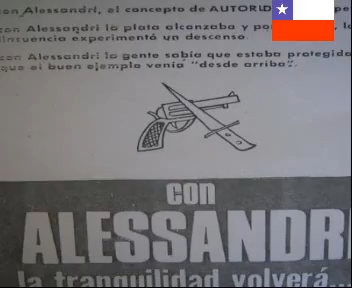 con Alessandri, el concepto de AUTORID
con Alessandri la plata alcanzaba y
delincuencia experimentó un descenso.
con Alessandri la gente sabía que estaba protegida
que el buen ejemplo venía "desde arriba".
con
ALESSANDRI
la tranquilidad volverá...